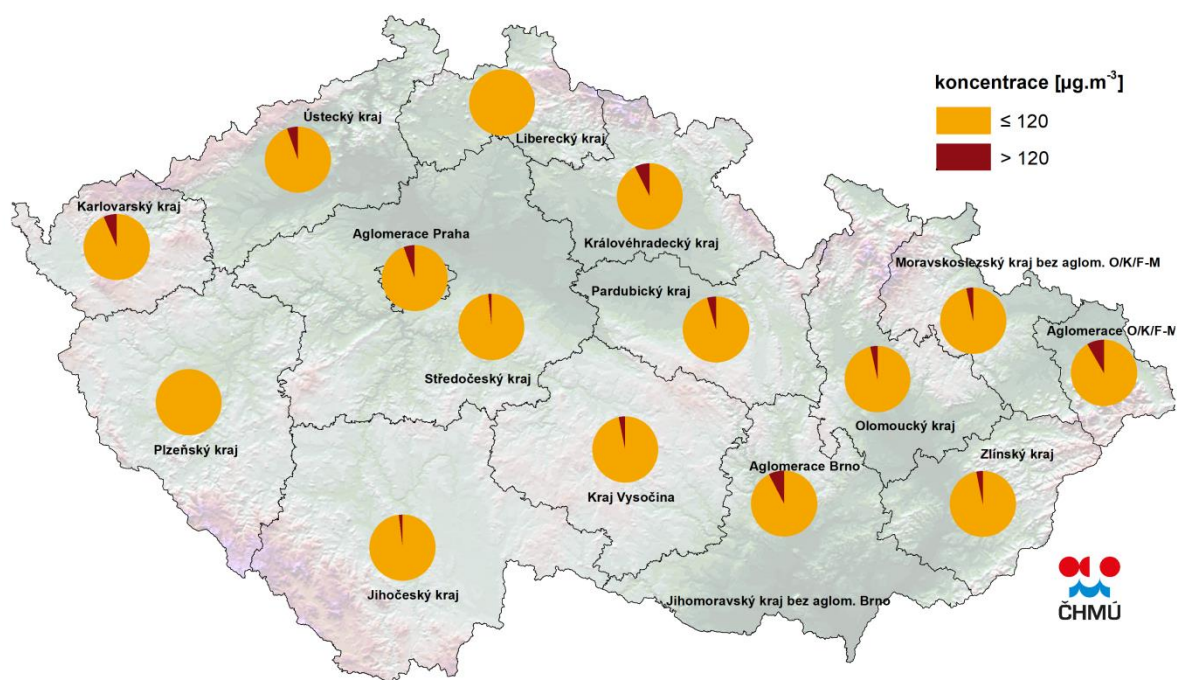 koncentrace [µg.m⁻³]
≤ 120
> 120
Ústecký kraj
Liberecký kraj
Karlovarský kraj
Aglomerace Praha
Královéhradecký kraj
Moravskoslezský kraj bez aglom. O/K/F-M
Pardubický kraj
Aglomerace O/K/F-M
Středočeský kraj
Olomoucký kraj
Plzeňský kraj
Zlínský kraj
Aglomerace Brno
Kraj Vysočina
Jihočeský kraj
Jihomoravský kraj bez aglom. Brno
ČHMÚ